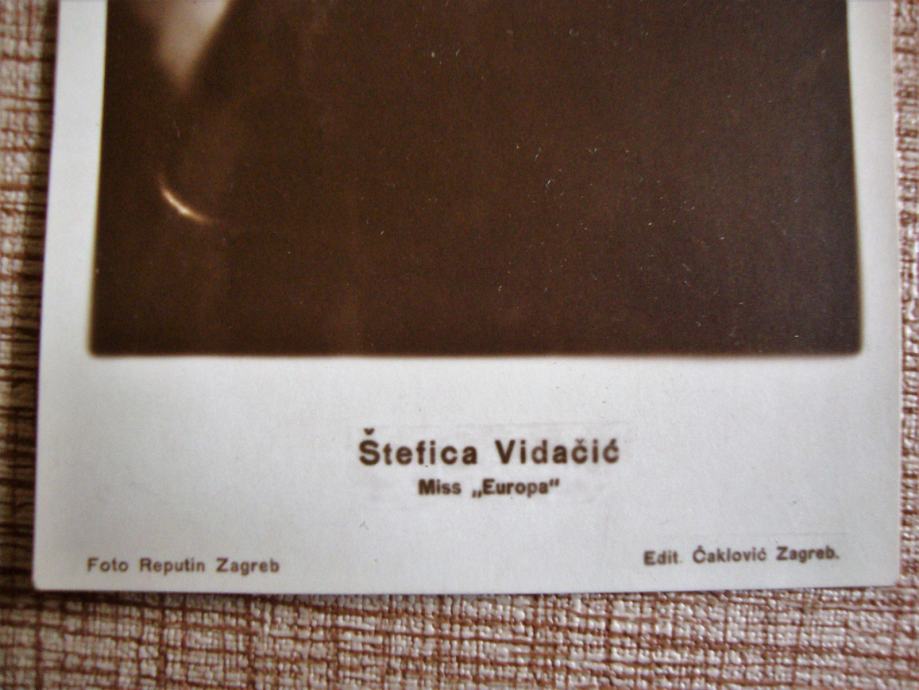 Štefica Vidačić
Miss „Europa“
Foto Reputin Zagreb
Edit. Čaklović Zagreb.